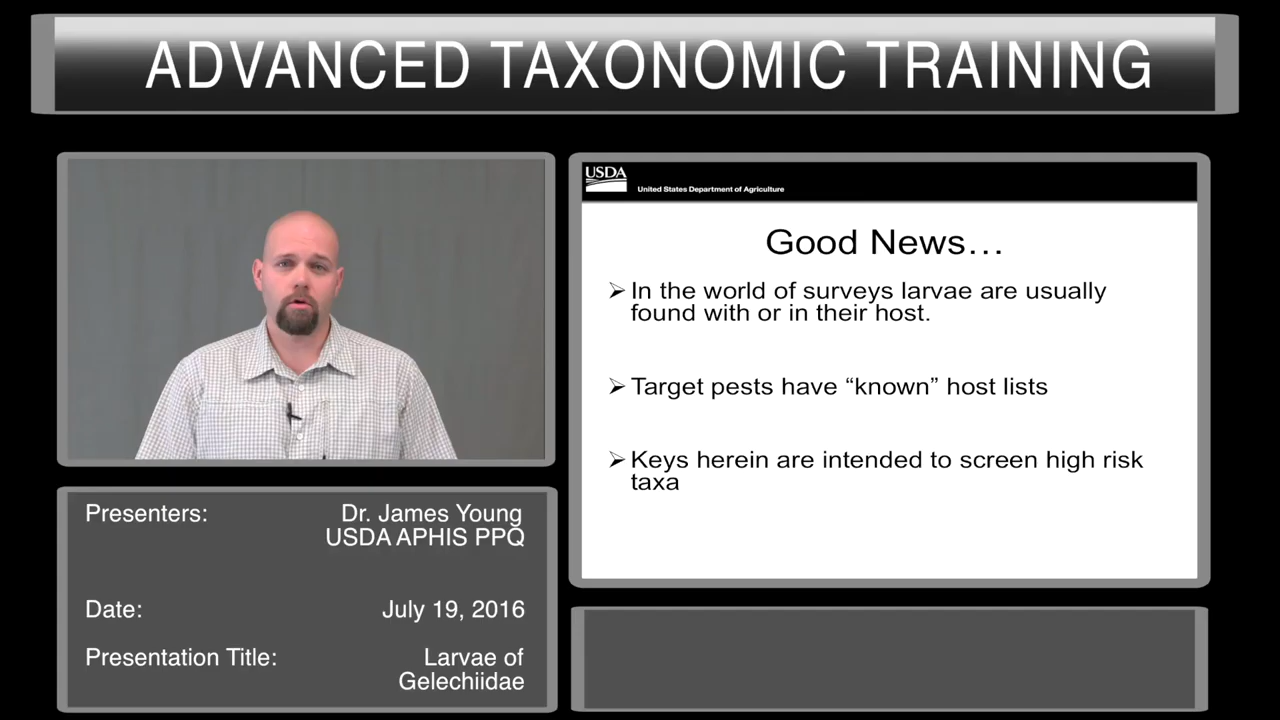 ADVANCED TAXONOMIC TRAINING
USDA
United States Department of Agriculture
Good News…
➢ In the world of surveys larvae are usually
found with or in their host.
➢ Target pests have “known” host lists
➢ Keys herein are intended to screen high risk
taxa
Presenters: Dr. James Young
USDA APHIS PPQ
Date: July 19, 2016
Presentation Title: Larvae of
Gelechiidae